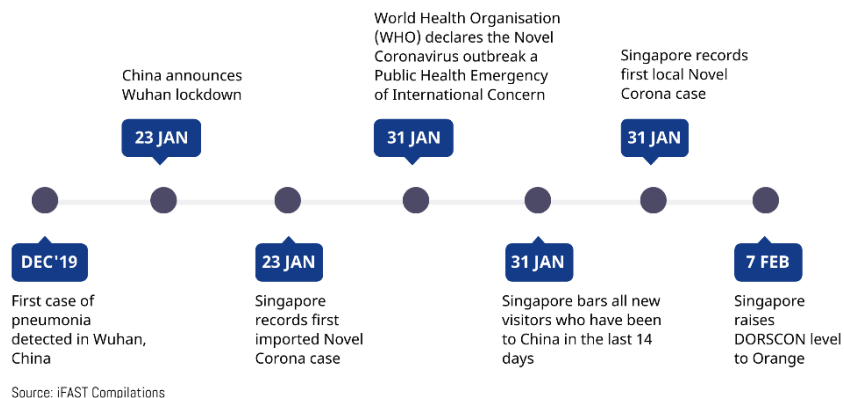 DEC'19
First case of
pneumonia
detected in Wuhan,
China
China announces
Wuhan lockdown
23 JAN
23 JAN
Singapore
records first
imported Novel
Corona case
World Health Organisation
(WHO) declares the Novel
Coronavirus outbreak a
Public Health Emergency
of International Concern
31 JAN
31 JAN
Singapore bars all new
visitors who have been
to China in the last 14
days
Singapore records
first local Novel
Corona case
31 JAN
7 FEB
Singapore
raises
DORSCON level
to Orange
Source: iFAST Compilations